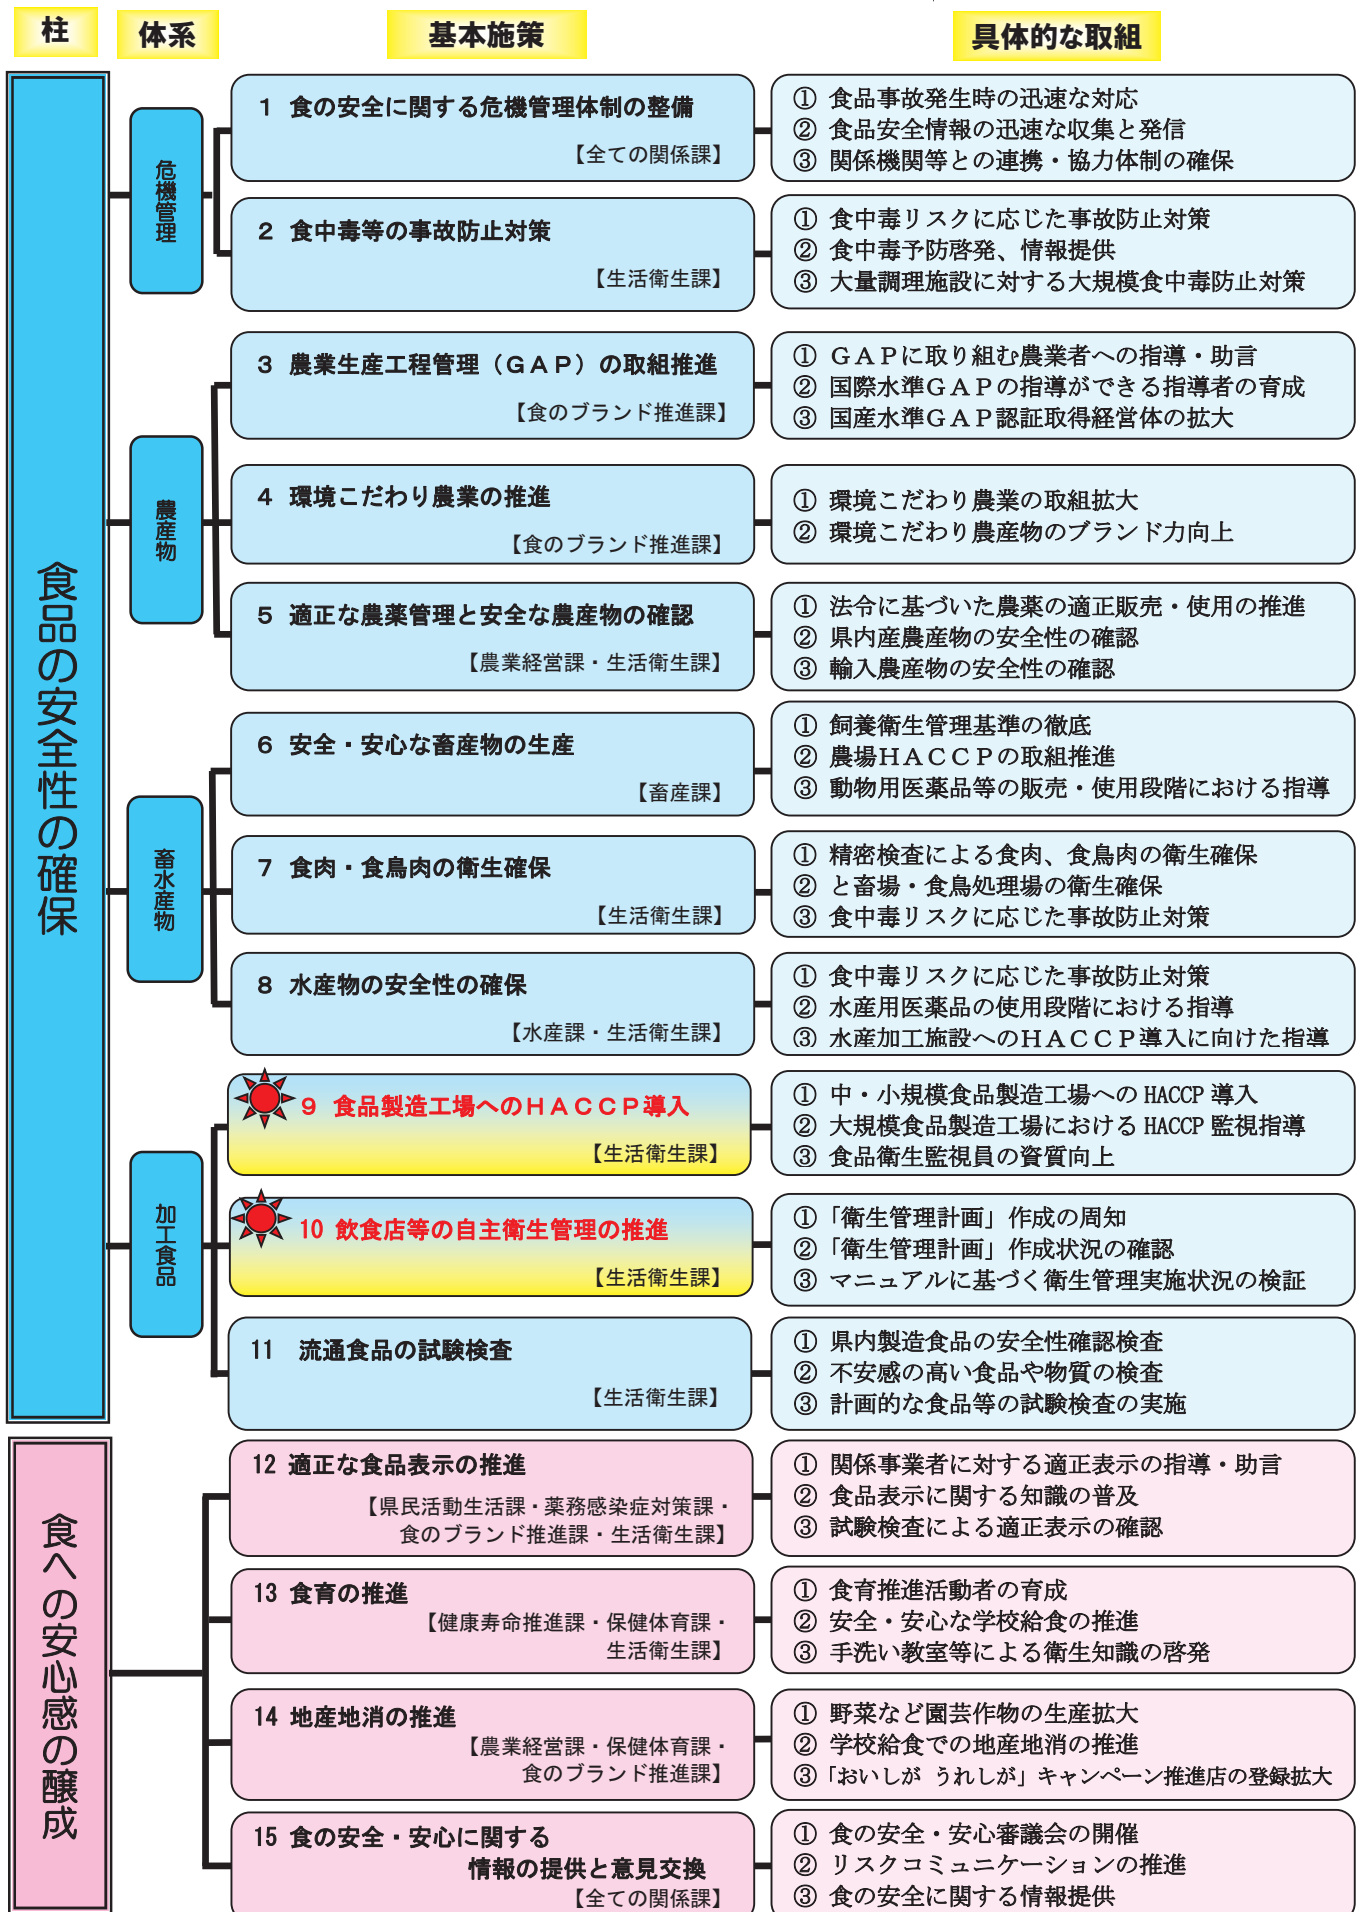 柱
体系
基本施策
具体的な取組
食品の安全性の確保
危機管理
1 食の安全に関する危機管理体制の整備
【全ての関係課】
① 食品事故発生時の迅速な対応
② 食品安全情報の迅速な収集と発信
③ 関係機関等との連携・協力体制の確保
2 食中毒等の事故防止対策
【生活衛生課】
① 食中毒リスクに応じた事故防止対策
② 食中毒予防啓発、情報提供
③ 大量調理施設に対する大規模食中毒防止対策
農産物
3 農業生産工程管理（ＧＡＰ）の取組推進
【食のブランド推進課】
① ＧＡＰに取り組む農業者への指導・助言
② 国際水準ＧＡＰの指導ができる指導者の育成
③ 国産水準ＧＡＰ認証取得経営体の拡大
4 環境こだわり農業の推進
【食のブランド推進課】
① 環境こだわり農業の取組拡大
② 環境こだわり農産物のブランド力向上
5 適正な農薬管理と安全な農産物の確認
【農業経営課・生活衛生課】
① 法令に基づいた農薬の適正販売・使用の推進
② 県内産農産物の安全性の確認
③ 輸入農産物の安全性の確認
畜水産物
6 安全・安心な畜産物の生産
【畜産課】
① 飼養衛生管理基準の徹底
② 農場ＨＡＣＣＰの取組推進
③ 動物用医薬品等の販売・使用段階における指導
7 食肉・食鳥肉の衛生確保
【生活衛生課】
① 精密検査による食肉、食鳥肉の衛生確保
② と畜場・食鳥処理場の衛生確保
③ 食中毒リスクに応じた事故防止対策
8 水産物の安全性の確保
【水産課・生活衛生課】
① 食中毒リスクに応じた事故防止対策
② 水産用医薬品の使用段階における指導
③ 水産加工施設へのＨＡＣＣＰ導入に向けた指導
加工食品
9 食品製造工場へのＨＡＣＣＰ導入
【生活衛生課】
① 中・小規模食品製造工場への HACCP 導入
② 大規模食品製造工場における HACCP 監視指導
③ 食品衛生監視員の資質向上
10 飲食店等の自主衛生管理の推進
【生活衛生課】
①「衛生管理計画」作成の周知
②「衛生管理計画」作成状況の確認
③ マニュアルに基づく衛生管理実施状況の検証
11 流通食品の試験検査
【生活衛生課】
① 県内製造食品の安全性確認検査
② 不安感の高い食品や物質の検査
③ 計画的な食品等の試験検査の実施
食への安心感の醸成
12 適正な食品表示の推進
【県民活動生活課・薬務感染症対策課・
食のブランド推進課・生活衛生課】
① 関係事業者に対する適正表示の指導・助言
② 食品表示に関する知識の普及
③ 試験検査による適正表示の確認
13 食育の推進
【健康寿命推進課・保健体育課・
生活衛生課】
① 食育推進活動者の育成
② 安全・安心な学校給食の推進
③ 手洗い教室等による衛生知識の啓発
14 地産地消の推進
【農業経営課・保健体育課・
食のブランド推進課】
① 野菜など園芸作物の生産拡大
② 学校給食での地産地消の推進
③「おいしが うれしが」キャンペーン推進店の登録拡大
15 食の安全・安心に関する
情報の提供と意見交換
【全ての関係課】
① 食の安全・安心審議会の開催
② リスクコミュニケーションの推進
③ 食の安全に関する情報提供